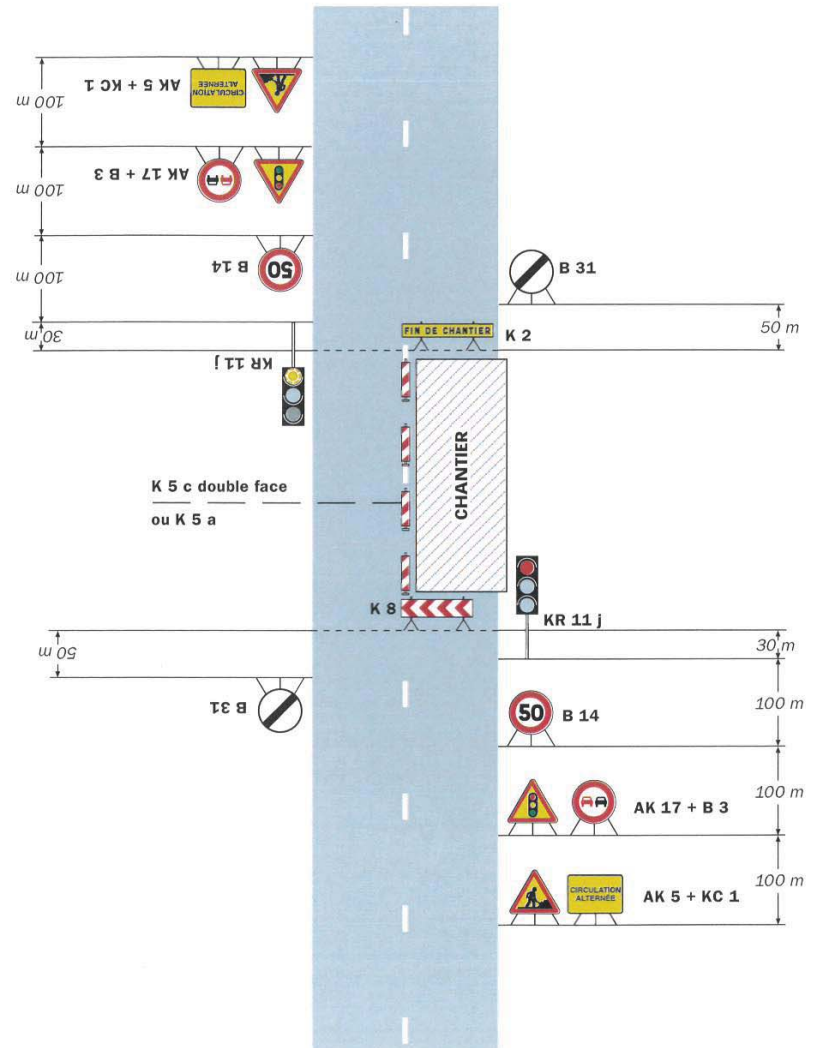 100 m
AK 5 + KC 1
CIRCULATION
ALTERNÉE
100 m
AK 17 + B 3
100 m
B 14
50
B 31
30 m
KR 11 j
FIN DE CHANTIER
K 2
50 m
CHANTIER
K 5 c double face
ou K 5 a
K 8
KR 11 j
50 m
30 m
B 31
50
B 14
100 m
AK 17 + B 3
100 m
CIRCULATION
ALTERNÉE
AK 5 + KC 1
100 m